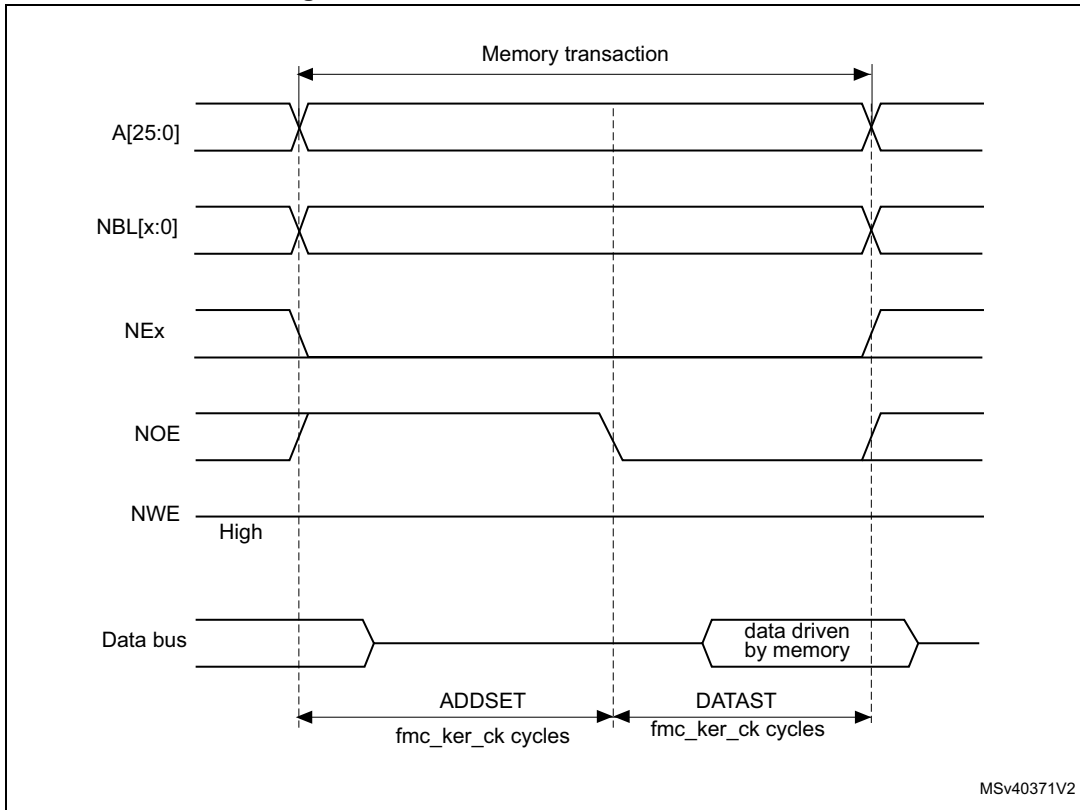 Memory transaction
A[25:0]
NBL[x:0]
NEx
NOE
NWE
High
Data bus
data driven
by memory
ADDSET
DATAST
fmc_ker_ck cycles
fmc_ker_ck cycles
MSv40371V2